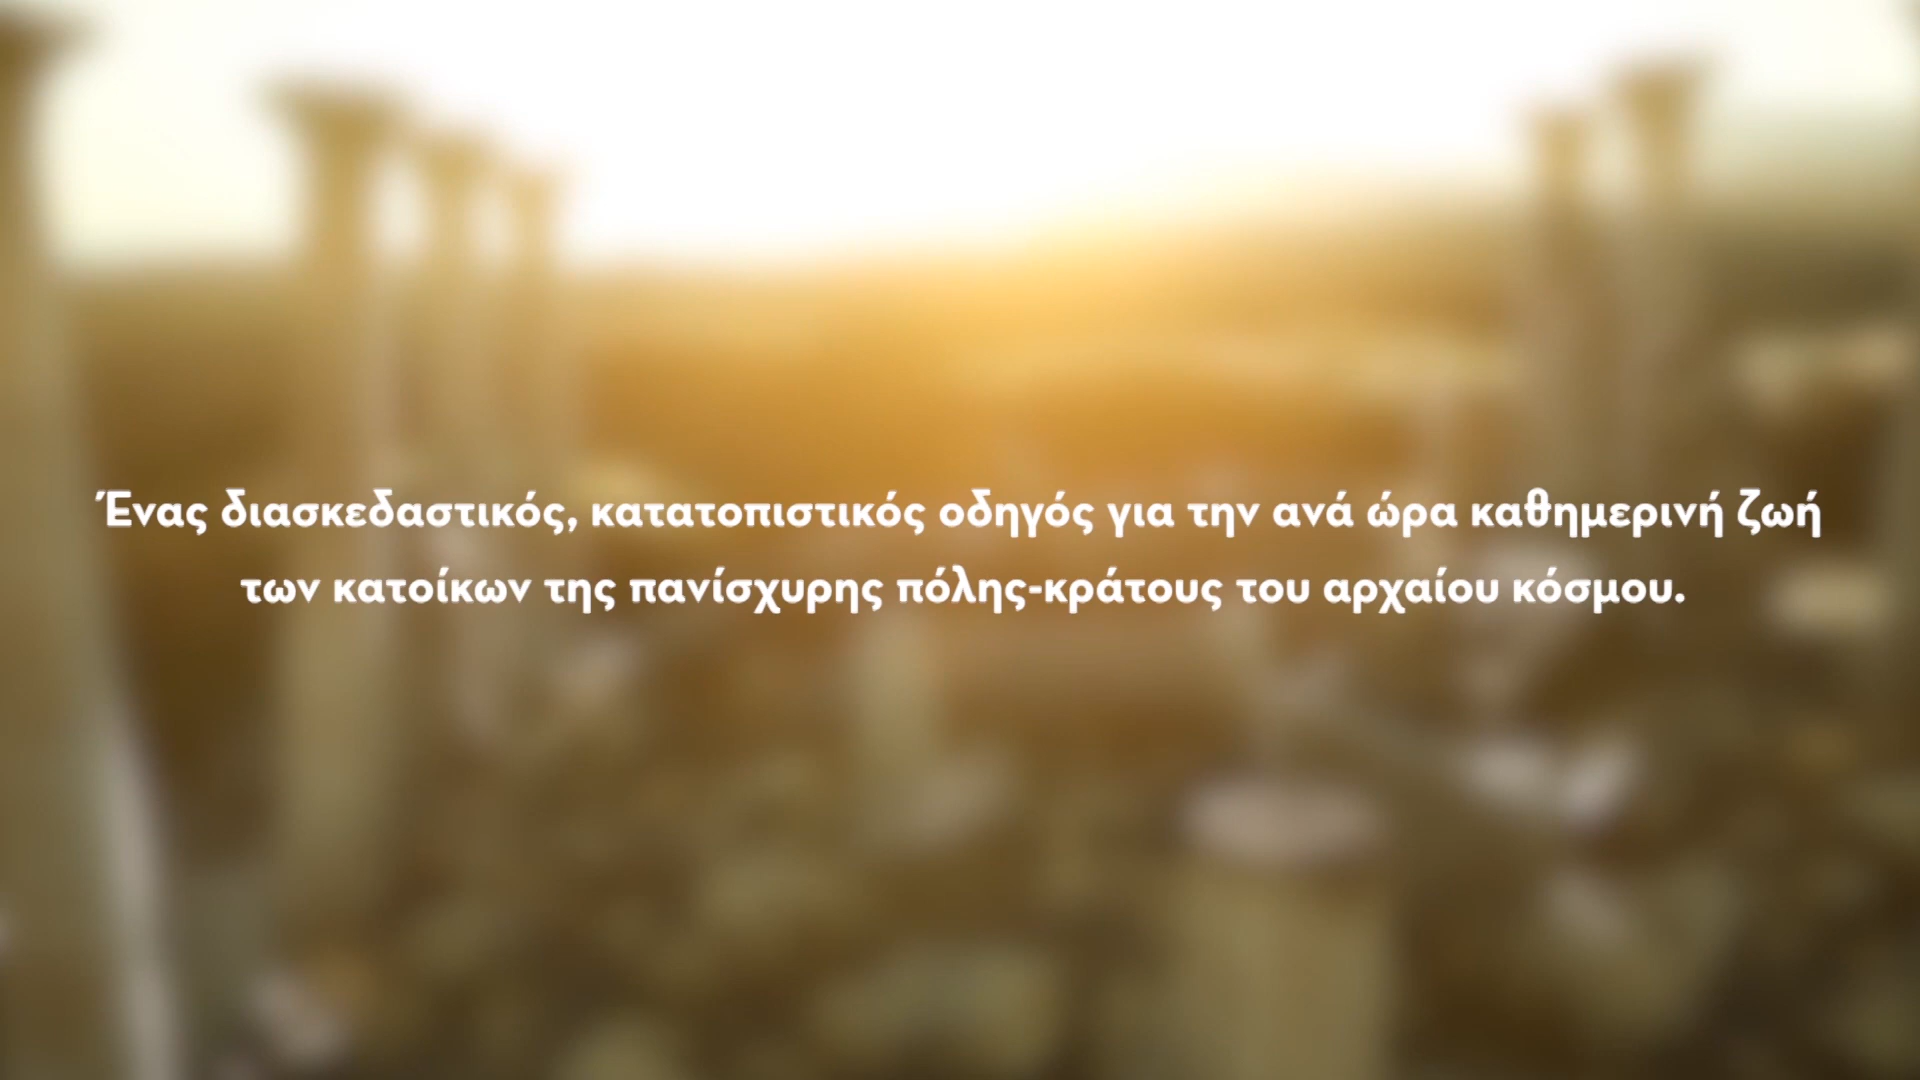 Ένας διασκεδαστικός, κατατοπιστικός οδηγός για την ανά ώρα καθημερινή ζωή
των κατοίκων της πανίσχυρης πόλης-κράτους του αρχαίου κόσμου.